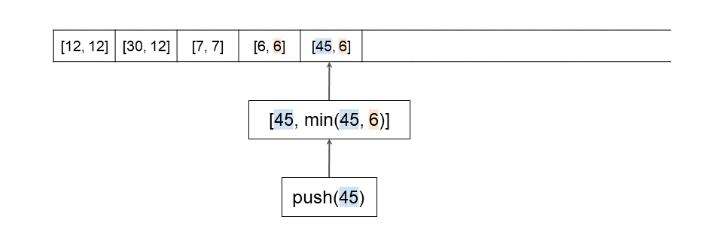 [12, 12] [30, 12] [7, 7] [6, 6] [45, 6]
[45, min(45, 6)]
push(45)